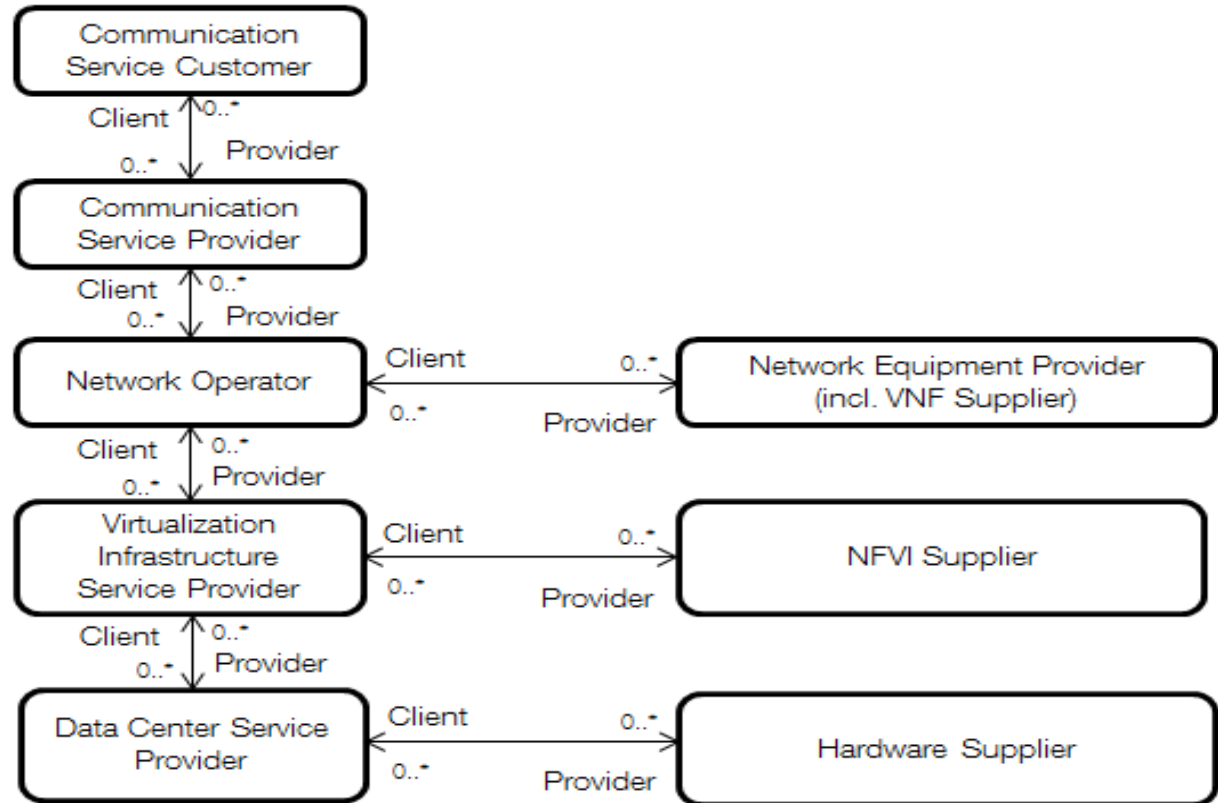 Communication
Service Customer
Client
0..*
0..*
Provider
Communication
Service Provider
Client
0..*
0..*
Provider
Network Operator
Client
0..*
0..*
Provider
Network Equipment Provider
(incl. VNF Supplier)
Client
0..*
0..*
Provider
Virtualization
Infrastructure
Service Provider
Client
0..*
0..*
Provider
NFVI Supplier
Client
0..*
0..*
Provider
Data Center Service
Provider
Client
0..*
0..*
Provider
Hardware Supplier